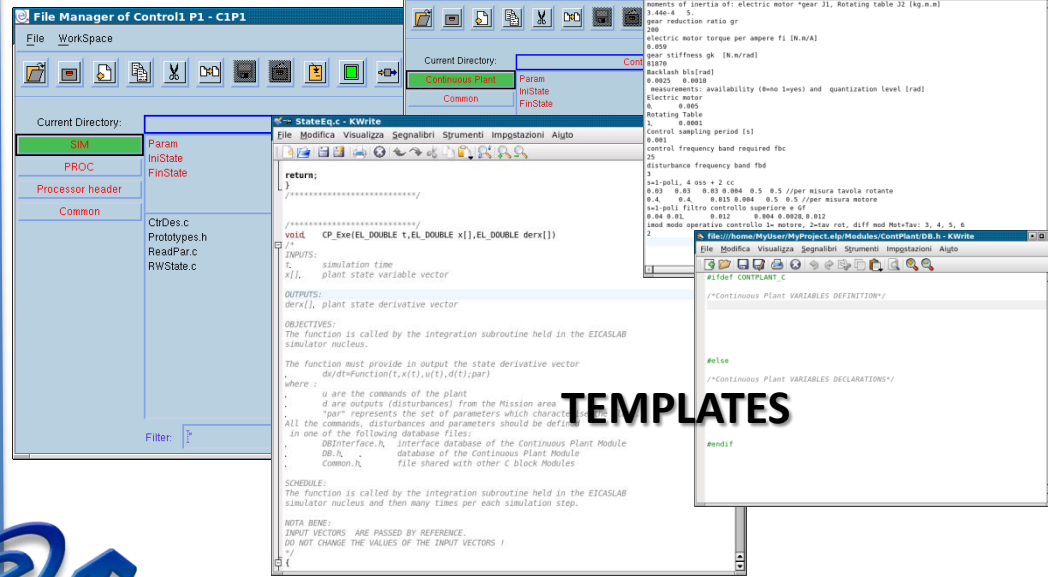 File Manager of Control1 P1 - C1P1
File WorkSpace
Current Directory:
SIM
PROC
Processor header
Common
Param
IniState
FinState
CtrDes.c
Prototypes.h
ReadPar.c
RWState.c
Filter:
Current Directory:
Cont
Continuous Plant
Common
Param
IniState
FinState
moments of inertia of: electric motor *gear J1, Rotating table J2 [kg.m.m]
3.44e-4 5.
gear reduction ratio gr
200
electric motor torque per ampere fi [N.m/A]
0.059
gear stiffness gk [N.m/rad]
81870
Backlash bls[rad]
0.0025 0.0018
measurements: availability (0=no 1=yes) and quantization level [rad]
Electric motor
0, 0.005
Rotating Table
1, 0.0001
Control sampling period [s]
0.001
control frequency band required fbc
25
disturbance frequency band fbd
3
s=1-poli, 4 oss + 2 cc
0.03 0.03 0.03 0.004 0.5 0.5 //per misura tavola rotante
0.4, 0.4, 0.015 0.004 0.5 0.5 //per misura motore
s=1-poli filtro controllo superiore e Gf
0.04 0.01, 0.012 0.004 0.0028, 0.012
imod modo operativo controllo 1= motore, 2=tav rot, diff mod Mot+Tav: 3, 4, 5, 6
2
StateEq.c - KWrite
File Modifica Visualizza Segnalibri Strumenti Impostazioni Aiuto
return;
}
/****************************/
/****************************/
void, CP_Exe(EL_DOUBLE t,EL_DOUBLE x[],EL_DOUBLE derx[])
/*
INPUTS:
t, simulation time
x[], plant state variable vector
OUTPUTS:
derx[], plant state derivative vector
OBJECTIVES:
The function is called by the integration subroutine held in the EICASLAB
simulator nucleus.
The function must provide in output the state derivative vector
. dx/dt=Function(t,x(t),u(t),d(t);par)
where :
. u are the commands of the plant
. d are outputs (disturbances) from the Mission area
. "par" represents the set of parameters which characterise the
All the commands, disturbances and parameters should be defined
in one of the following database files:
. DBInterface.h, interface database of the Continuous Plant Module
. DB.h, . database of the Continuous Plant Module
. Common.h, file shared with other C block Modules
SCHEDULE:
The function is called by the integration subroutine held in the EICASLAB
simulator nucleus and then many times per each simulation step.
NOTA BENE:
INPUT VECTORS ARE PASSED BY REFERENCE.
DO NOT CHANGE THE VALUES OF THE INPUT VECTORS !
*/
{
file:///home/MyUser/MyProject.elp/Modules/ContPlant/DB.h - KWrite
File Modifica Visualizza Segnalibri Strumenti Impostazioni Aiuto
#ifdef CONTPLANT_C
/*Continuous Plant VARIABLES DEFINITION*/
#else
/*Continuous Plant VARIABLES DECLARATIONS*/
#endif
TEMPLATES